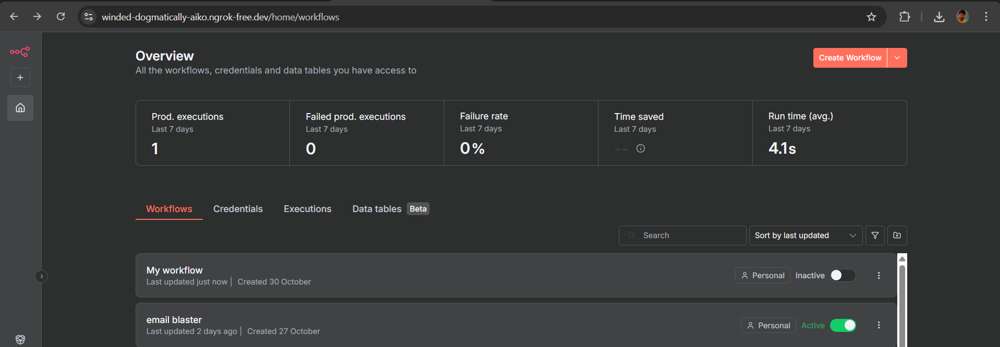 winded-dogmatically-aiko.ngrok-free.dev/home/workflows
Overview
All the workflows, credentials and data tables you have access to
Create Workflow
Prod. executions
Last 7 days
1
Failed prod. executions
Last 7 days
0
Failure rate
Last 7 days
0%
Time saved
Last 7 days
--
Run time (avg.)
Last 7 days
4.1s
Workflows Credentials Executions Data tables Beta
Search Sort by last updated
My workflow
Last updated just now | Created 30 October
Personal Inactive
email blaster
Last updated 2 days ago | Created 27 October
Personal Active